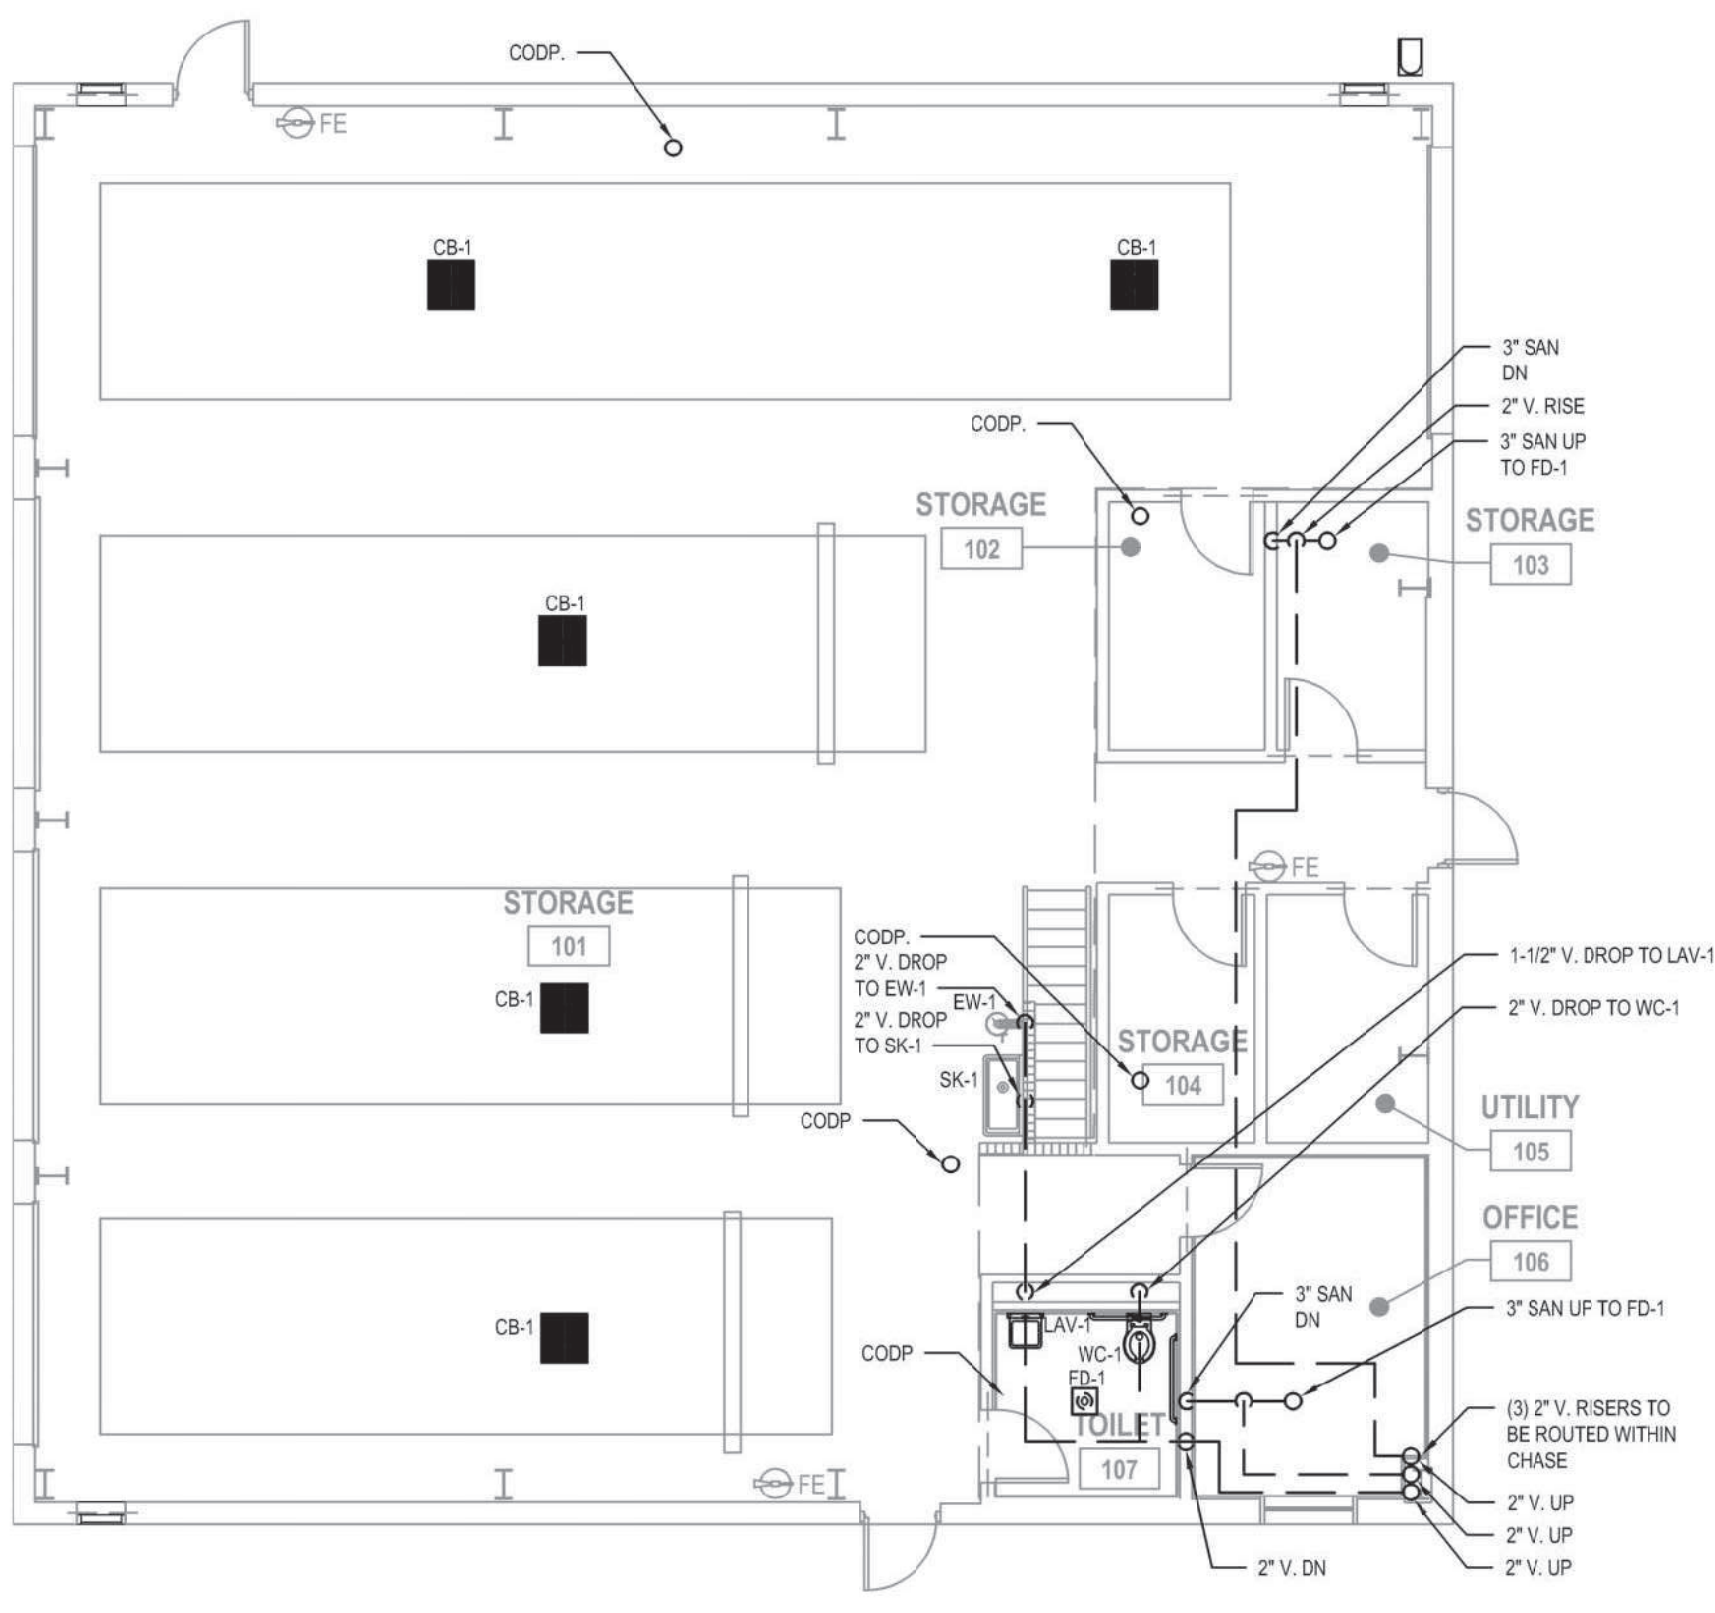 CODP.
FE
CB-1
CB-1
3" SAN
DN
2" V. RISE
3" SAN UP
TO FD-1
CODP.
STORAGE
102
STORAGE
103
CB-1
FE
STORAGE
101
CB-1
CODP.
2" V. DROP
TO EW-1
EW-1
2" V. DROP
TO SK-1
SK-1
1-1/2" V. DROP TO LAV-1
2" V. DROP TO WC-1
STORAGE
104
CODP
UTILITY
105
OFFICE
106
3" SAN
DN
3" SAN UP TO FD-1
CB-1
LAV-1
WC-1
CODP
FD-1
TOILET
107
(3) 2" V. RISERS TO
BE ROUTED WITHIN
CHASE
FE
2" V. UP
2" V. UP
2" V. UP
2" V. DN